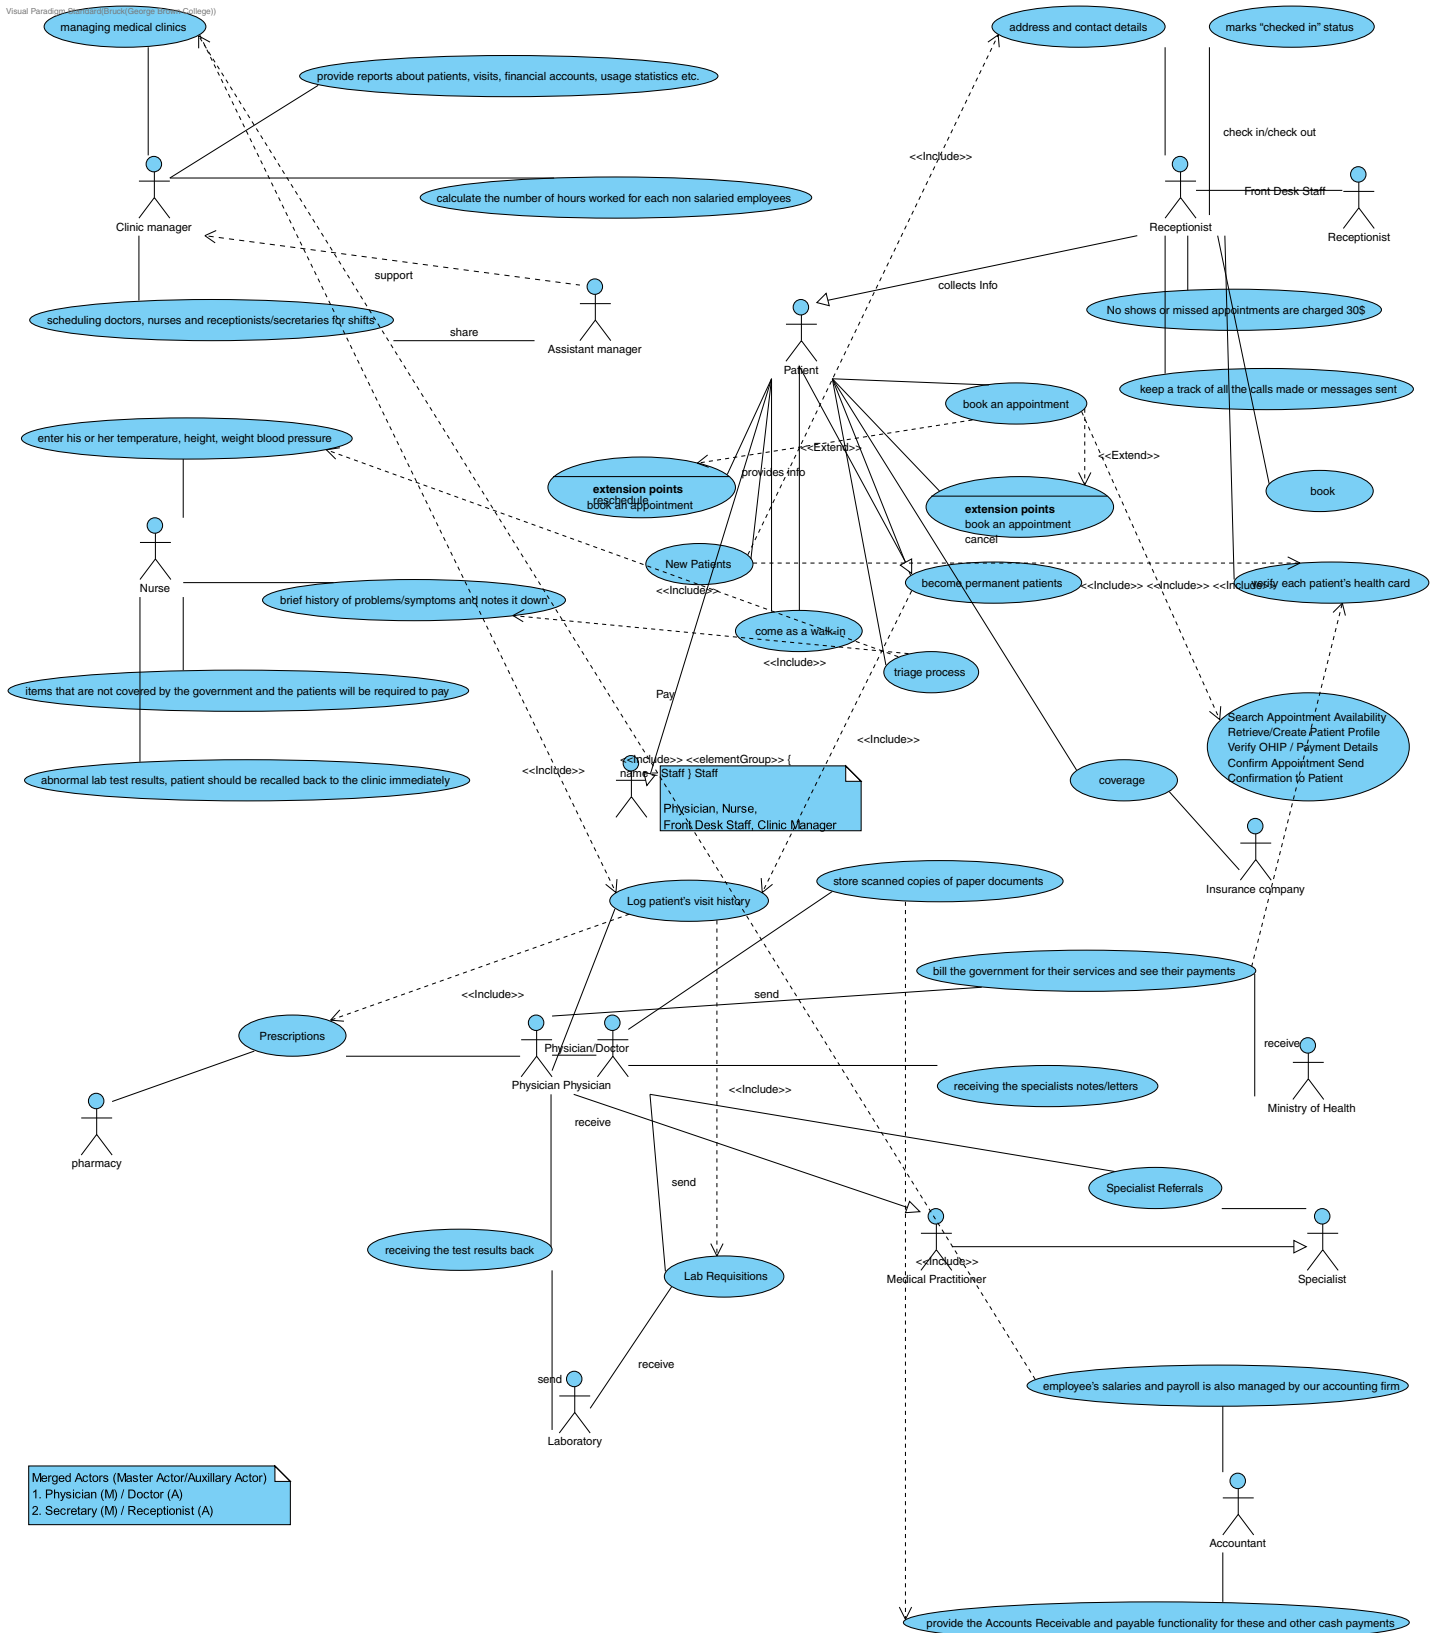 Visual Paradigm Standard(Bruck(George Brown College))
managing medical clinics
address and contact details
marks “checked in” status
provide reports about patients, visits, financial accounts, usage statistics etc.
check in/check out
<<Include>>
calculate the number of hours worked for each non salaried employees
Front Desk Staff
Clinic manager
Receptionist
Receptionist
support
collects Info
scheduling doctors, nurses and receptionists/secretaries for shifts
No shows or missed appointments are charged 30$
share
Assistant manager
Patient
keep a track of all the calls made or messages sent
book an appointment
enter his or her temperature, height, weight blood pressure
<<Extend>>
<<Extend>>
provides info
extension points
reschedule
book an appointment
book
extension points
book an appointment
cancel
New Patients
Nurse
become permanent patients
<<Include>> <<Include>> <<Include>>
verify each patient's health card
<<Include>>
brief history of problems/symptoms and notes it down
come as a walk-in
<<Include>>
triage process
items that are not covered by the government and the patients will be required to pay
Pay
Search Appointment Availability
Retrieve/Create Patient Profile
Verify OHIP / Payment Details
Confirm Appointment Send
Confirmation to Patient
<<Include>>
<<Include>> <<elementGroup>> {
name = Staff } Staff
<<Include>>
abnormal lab test results, patient should be recalled back to the clinic immediately
coverage
Physician, Nurse,
Front Desk Staff, Clinic Manager
store scanned copies of paper documents
Insurance company
Log patient's visit history
bill the government for their services and see their payments
<<Include>>
send
Prescriptions
Physician/Doctor
receive
Physician Physician
receiving the specialists notes/letters
<<Include>>
Ministry of Health
receive
pharmacy
send
Specialist Referrals
receiving the test results back
<<Include>>
Lab Requisitions
Medical Practitioner
Specialist
receive
send
employee's salaries and payroll is also managed by our accounting firm
Laboratory
Merged Actors (Master Actor/Auxillary Actor)
1. Physician (M) / Doctor (A)
2. Secretary (M) / Receptionist (A)
Accountant
provide the Accounts Receivable and payable functionality for these and other cash payments